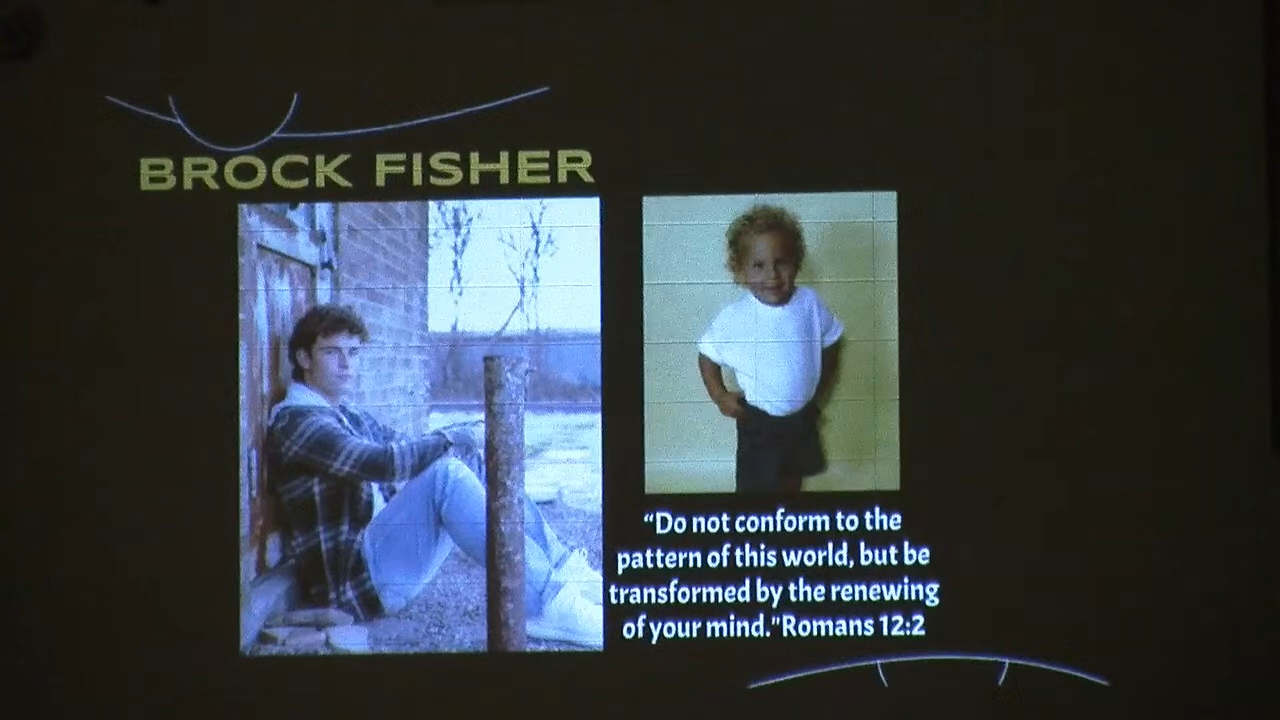 BROCK FISHER
“Do not conform to the
pattern of this world, but be
transformed by the renewing
of your mind."Romans 12:2